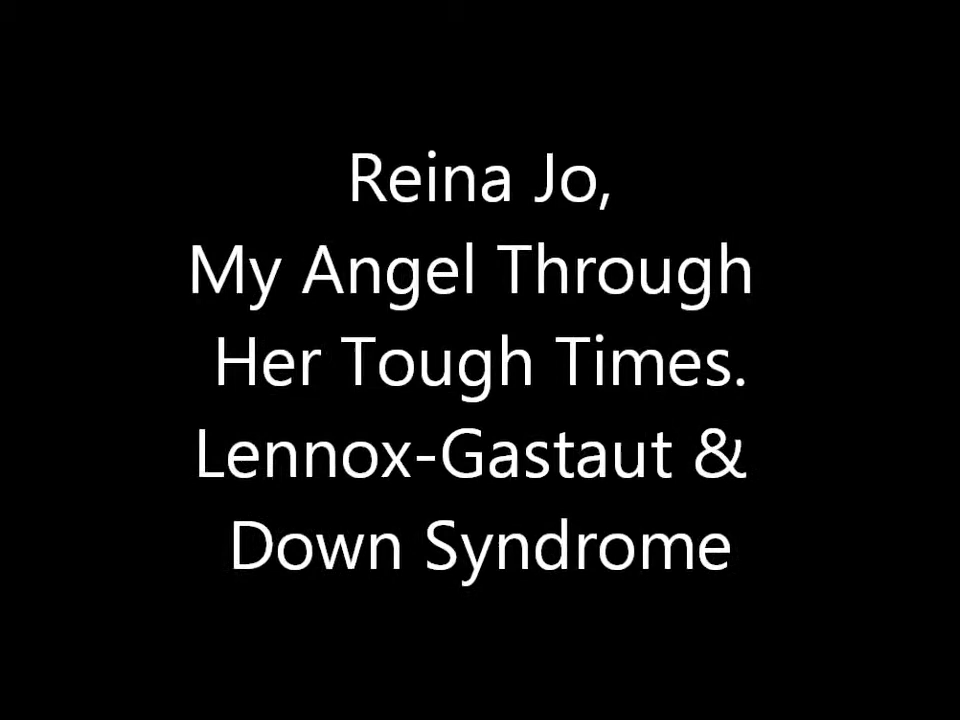 Reina Jo,
My Angel Through
Her Tough Times.
Lennox-Gastaut &
Down Syndrome